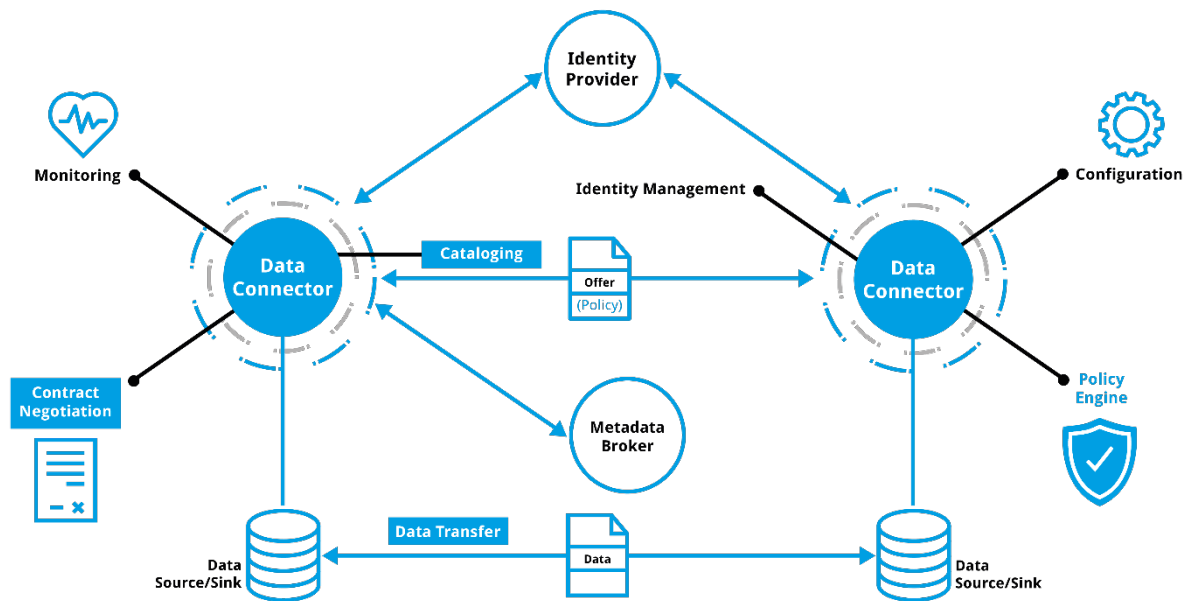 Identity
Provider
Monitoring
Configuration
Identity Management
Cataloging
Data
Connector
Offer
(Policy)
Data
Connector
Contract
Negotiation
Policy
Engine
Metadata
Broker
Data Transfer
Data
Source/Sink
Data
Data
Source/Sink